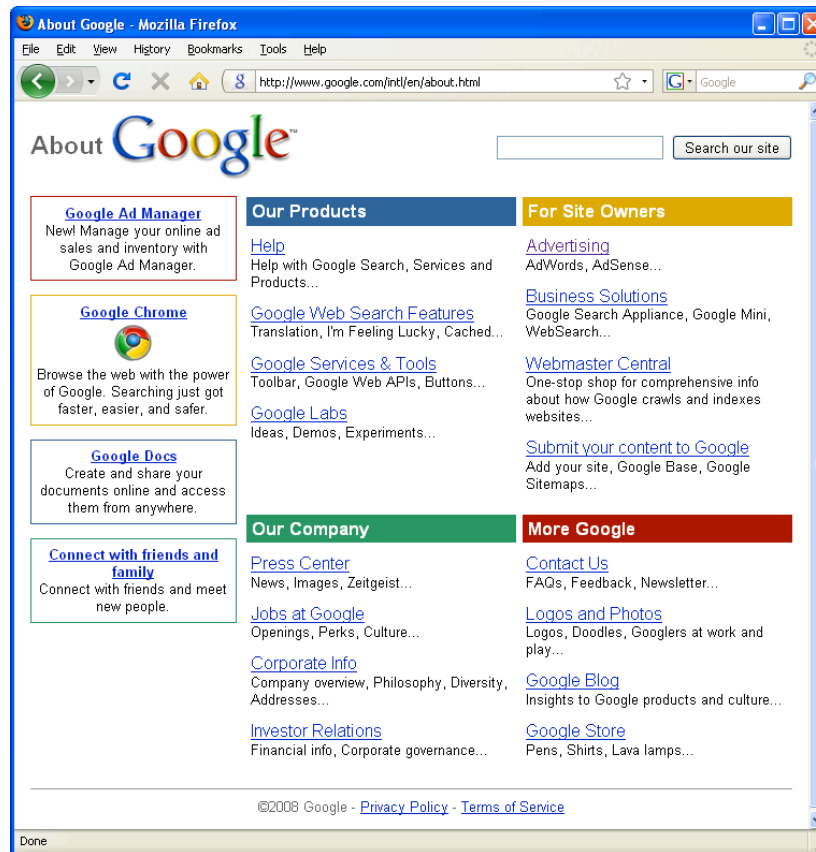 About Google - Mozilla Firefox
File Edit View History Bookmarks Tools Help
http://www.google.com/intl/en/about.html
G Google
About Google™
Search our site
Google Ad Manager
New! Manage your online ad
sales and inventory with
Google Ad Manager.
Google Chrome
Browse the web with the power
of Google. Searching just got
faster, easier, and safer.
Google Docs
Create and share your
documents online and access
them from anywhere.
Connect with friends and
family
Connect with friends and meet
new people.
Our Products
Help
Help with Google Search, Services and
Products...
Google Web Search Features
Translation, I'm Feeling Lucky, Cached...
Google Services & Tools
Toolbar, Google Web APIs, Buttons...
Google Labs
Ideas, Demos, Experiments...
For Site Owners
Advertising
AdWords, AdSense...
Business Solutions
Google Search Appliance, Google Mini,
WebSearch...
Webmaster Central
One-stop shop for comprehensive info
about how Google crawls and indexes
websites...
Submit your content to Google
Add your site, Google Base, Google
Sitemaps...
Our Company
Press Center
News, Images, Zeitgeist...
Jobs at Google
Openings, Perks, Culture...
Corporate Info
Company overview, Philosophy, Diversity,
Addresses...
Investor Relations
Financial info, Corporate governance...
More Google
Contact Us
FAQs, Feedback, Newsletter...
Logos and Photos
Logos, Doodles, Googlers at work and
play...
Google Blog
Insights to Google products and culture...
Google Store
Pens, Shirts, Lava lamps...
©2008 Google - Privacy Policy - Terms of Service
Done